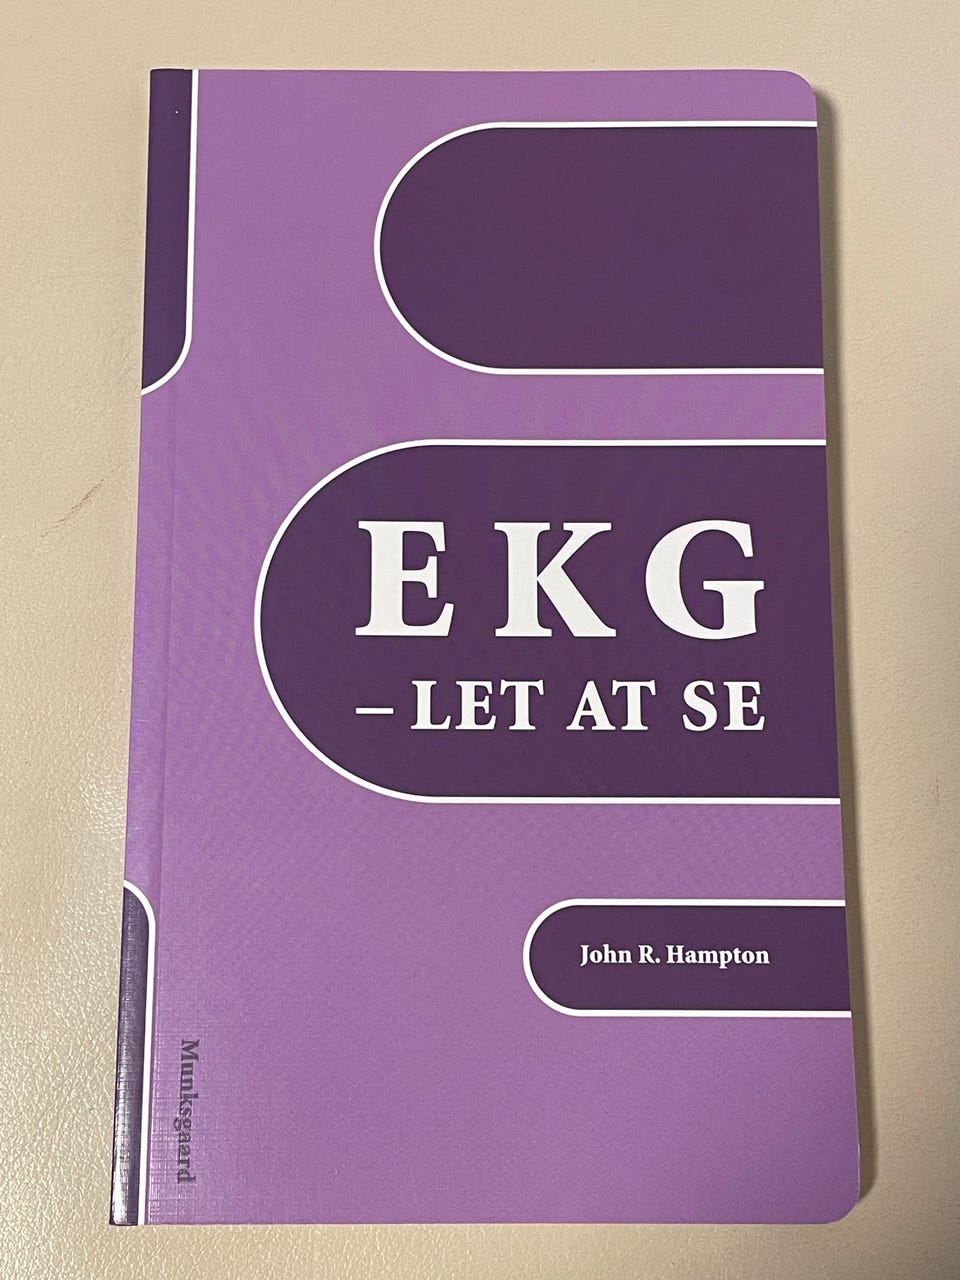 EKG
– LET AT SE
John R. Hampton
Munksgaard